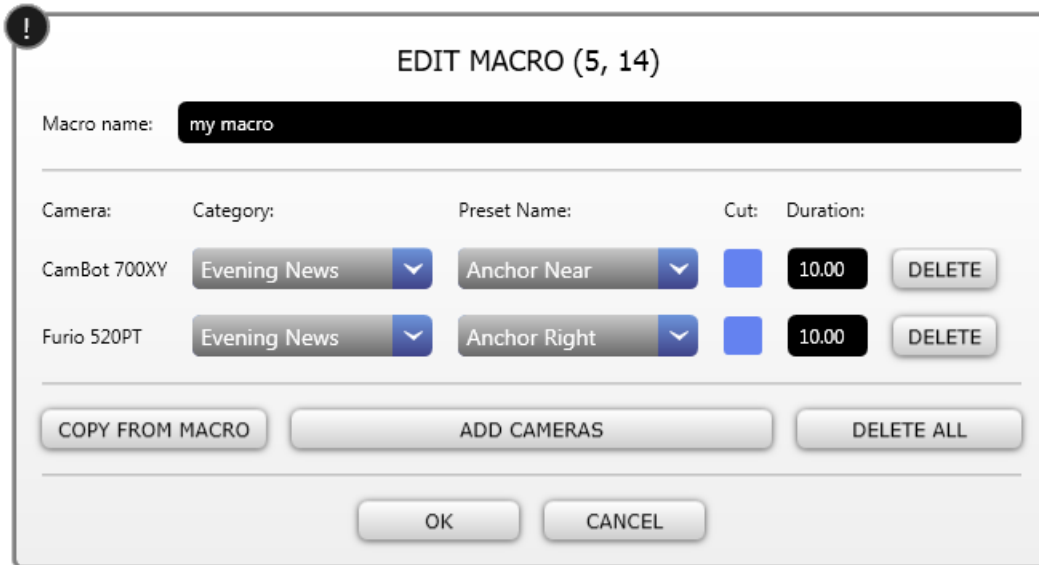 !
EDIT MACRO (5, 14)
Macro name: my macro
Camera: Category: Preset Name: Cut: Duration:
CamBot 700XY Evening News Anchor Near 10.00 DELETE
Furio 520PT Evening News Anchor Right 10.00 DELETE
COPY FROM MACRO ADD CAMERAS DELETE ALL
OK CANCEL